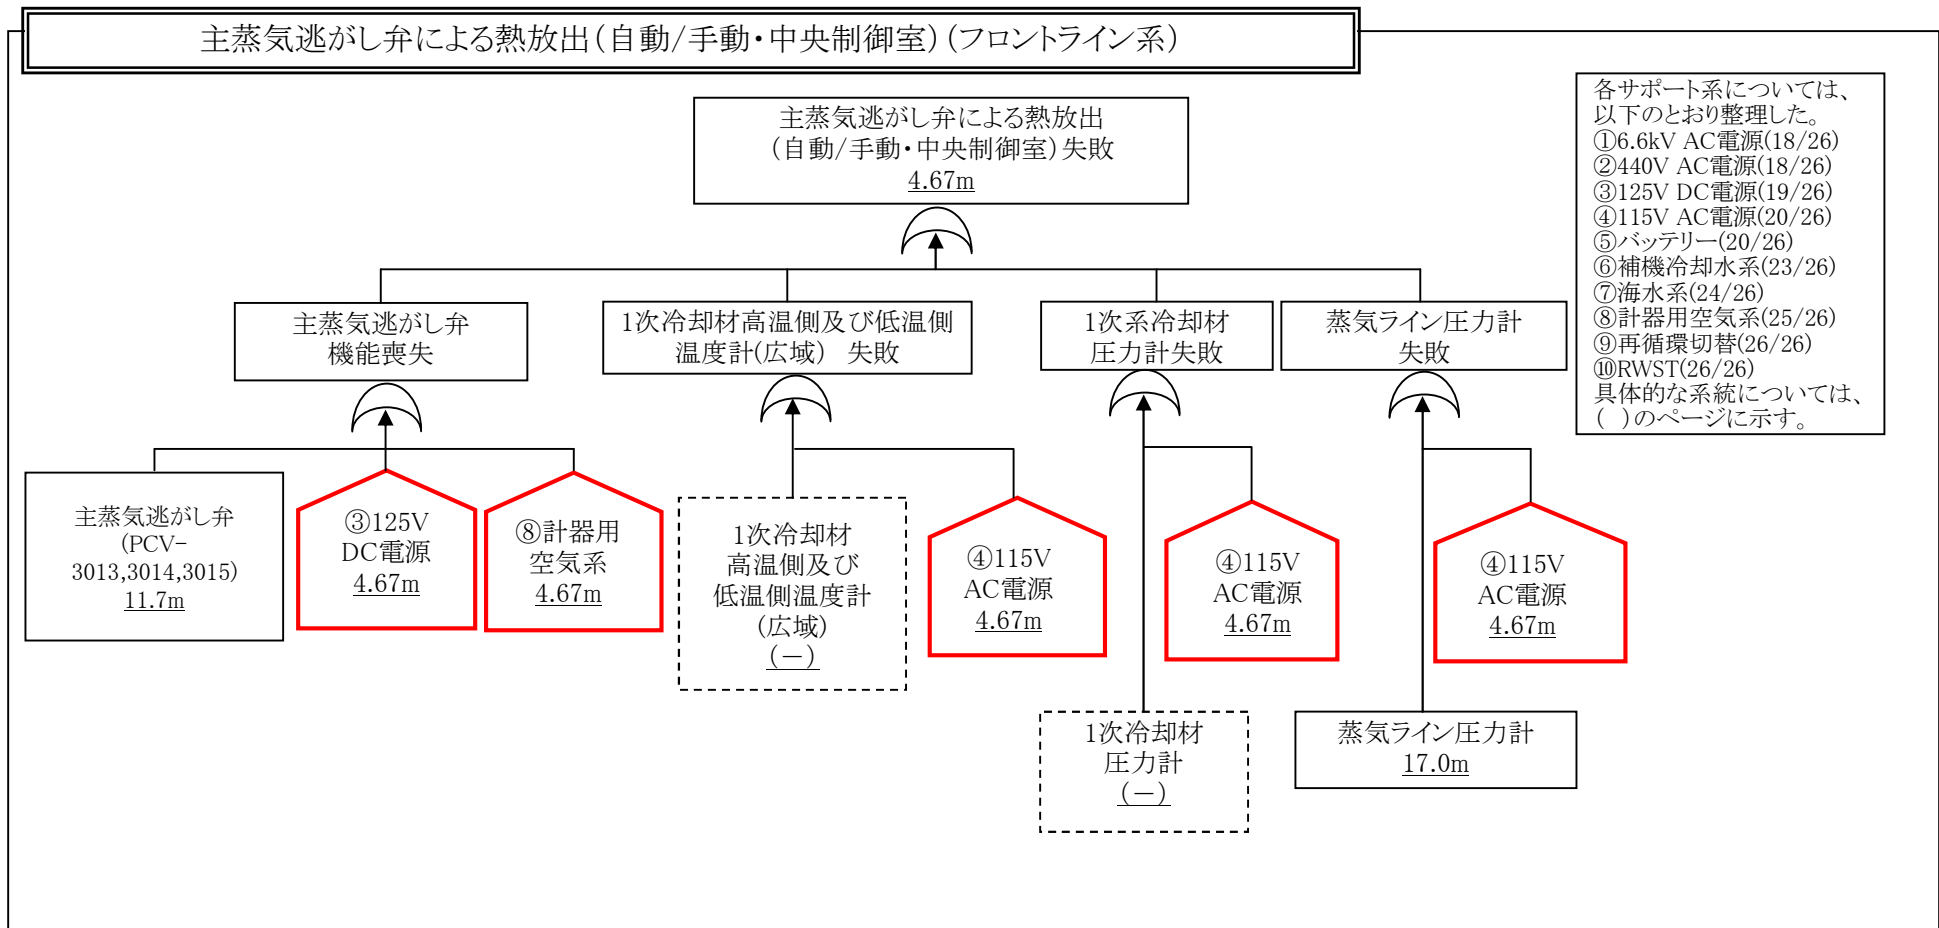 主蒸気逃がし弁による熱放出(自動/手動・中央制御室)(フロントライン系)
各サポート系については、
以下のとおり整理した。
①6.6kV AC電源(18/26)
②440V AC電源(18/26)
③125V DC電源(19/26)
④115V AC電源(20/26)
⑤バッテリー(20/26)
⑥補機冷却水系(23/26)
⑦海水系(24/26)
⑧計器用空気系(25/26)
⑨再循環切替(26/26)
⑩RWST(26/26)
具体的な系統については、
( )のページに示す。
主蒸気逃がし弁による熱放出
(自動/手動・中央制御室)失敗
4.67m
主蒸気逃がし弁
機能喪失
1次冷却材高温側及び低温側
温度計(広域) 失敗
1次系冷却材
圧力計失敗
蒸気ライン圧力計
失敗
主蒸気逃がし弁
(PCV-
3013,3014,3015)
11.7m
③125V
DC電源
4.67m
⑧計器用
空気系
4.67m
1次冷却材
高温側及び
低温側温度計
(広域)
(-)
④115V
AC電源
4.67m
④115V
AC電源
4.67m
④115V
AC電源
4.67m
1次冷却材
圧力計
(-)
蒸気ライン圧力計
17.0m